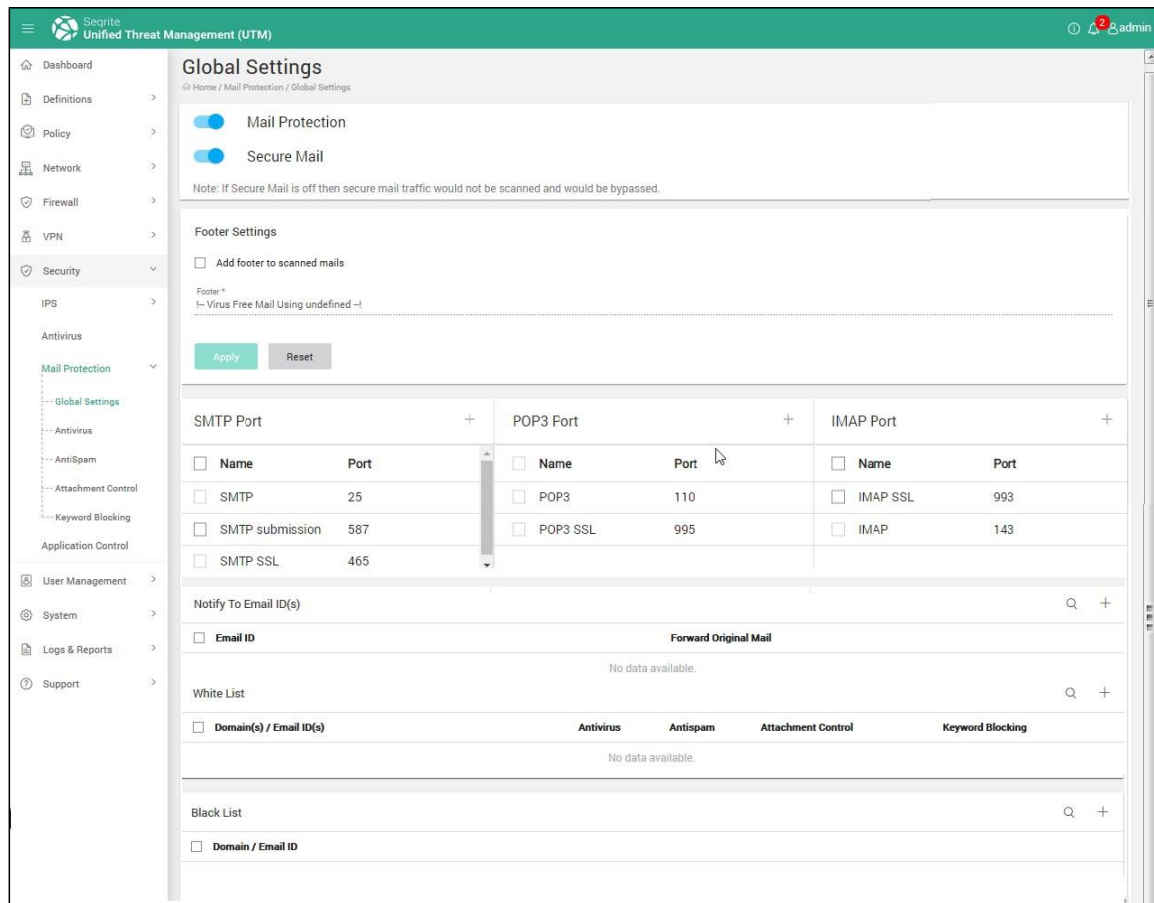 Seqrite
Unified Threat Management (UTM)
2
admin
Dashboard
Definitions
Policy
Network
Firewall
VPN
Security
IPS
Antivirus
Mail Protection
Global Settings
Antivirus
AntiSpam
Attachment Control
Keyword Blocking
Application Control
User Management
System
Logs & Reports
Support
Global Settings
Home / Mail Protection / Global Settings
Mail Protection
Secure Mail
Note: If Secure Mail is off then secure mail traffic would not be scanned and would be bypassed.
Footer Settings
Add footer to scanned mails
Footer *
!-- Virus Free Mail Using undefined --!
Apply Reset
SMTP Port
Name Port
SMTP 25
SMTP submission 587
SMTP SSL 465
POP3 Port
Name Port
POP3 110
POP3 SSL 995
IMAP Port
Name Port
IMAP SSL 993
IMAP 143
Notify To Email ID(s)
Email ID Forward Original Mail
No data available.
White List
Domain(s) / Email ID(s) Antivirus Antispam Attachment Control Keyword Blocking
No data available.
Black List
Domain / Email ID